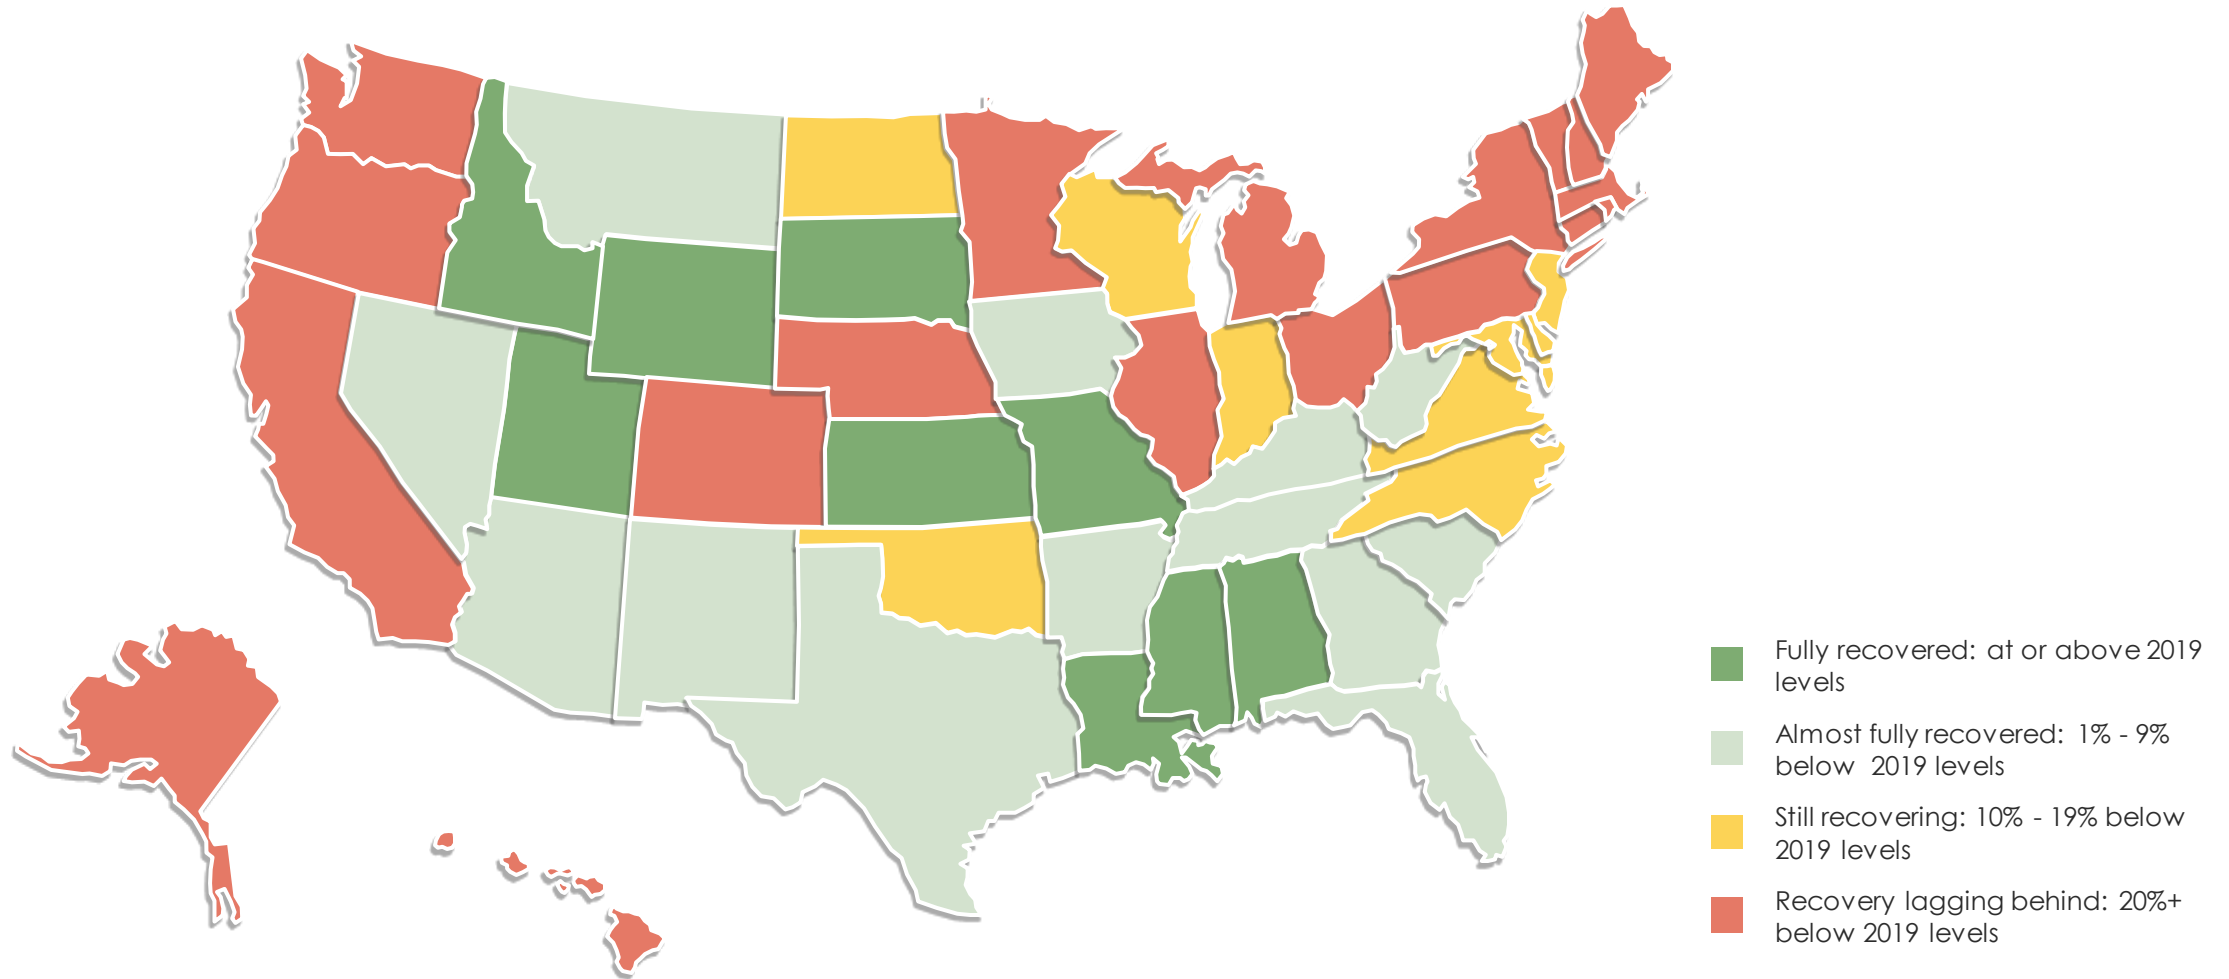 Fully recovered: at or above 2019
levels
Almost fully recovered: 1% - 9%
below 2019 levels
Still recovering: 10% - 19% below
2019 levels
Recovery lagging behind: 20%+
below 2019 levels